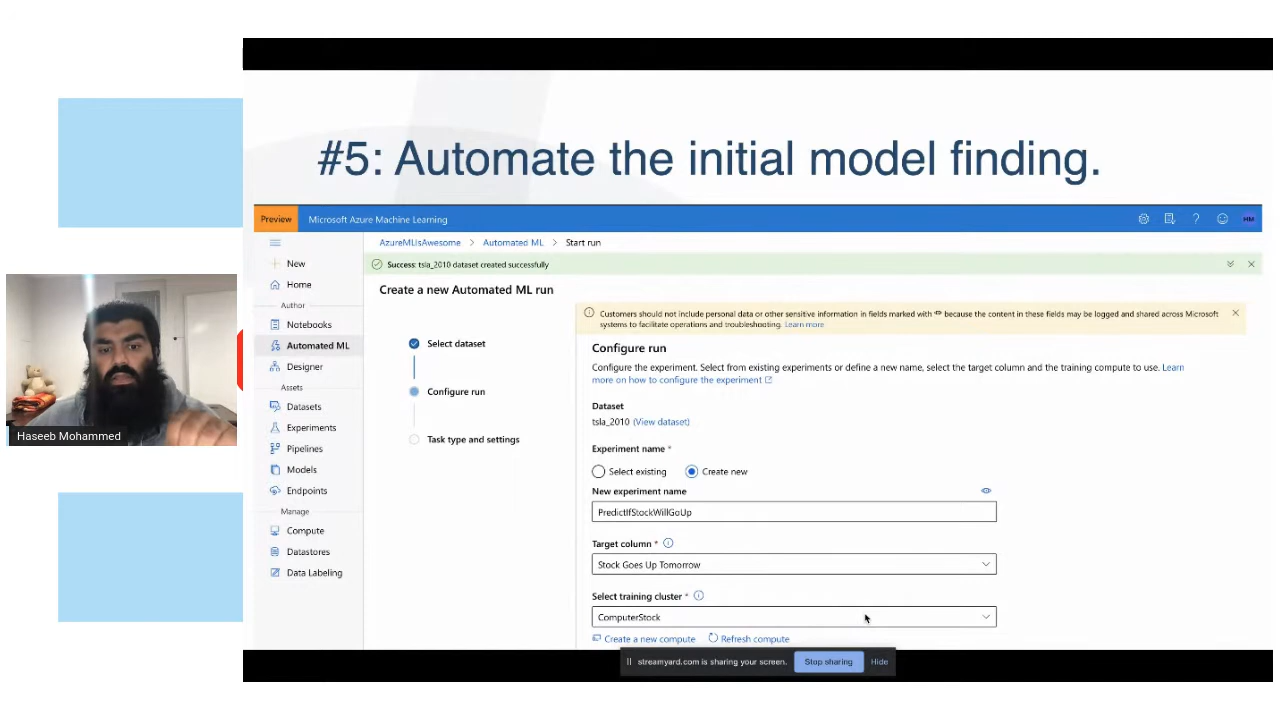 #5: Automate the initial model finding.
Preview Microsoft Azure Machine Learning HM
AzureMLIsAwesome > Automated ML > Start run
Success: tsla_2010 dataset created successfully
Create a new Automated ML run
New
Home
Author
Notebooks
Automated ML
Designer
Assets
Datasets
Experiments
Pipelines
Models
Endpoints
Manage
Compute
Datastores
Data Labeling
Select dataset
Configure run
Task type and settings
Customers should not include personal data or other sensitive information in fields marked with because the content in these fields may be logged and shared across Microsoft
systems to facilitate operations and troubleshooting. Learn more
Configure run
Configure the experiment. Select from existing experiments or define a new name, select the target column and the training compute to use. Learn
more on how to configure the experiment
Dataset
tsla_2010 (View dataset)
Experiment name *
Select existing Create new
New experiment name
PredictIfStockWillGoUp
Target column *
Stock Goes Up Tomorrow
Select training cluster *
ComputerStock
Create a new compute Refresh compute
streamyard.com is sharing your screen. Stop sharing Hide
Haseeb Mohammed